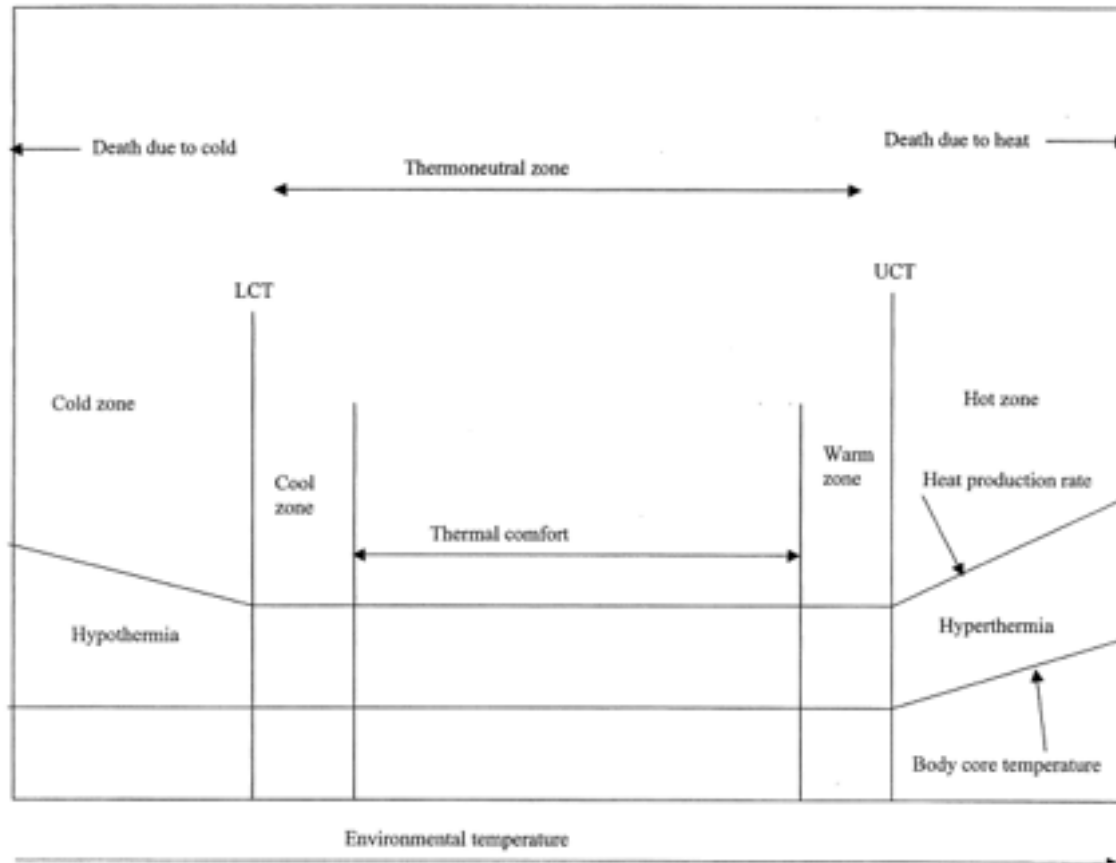 Death due to cold
Death due to heat
Thermoneutral zone
LCT
UCT
Cold zone
Hot zone
Cool
zone
Warm
zone
Heat production rate
Thermal comfort
Hypothermia
Hyperthermia
Body core temperature
Environmental temperature